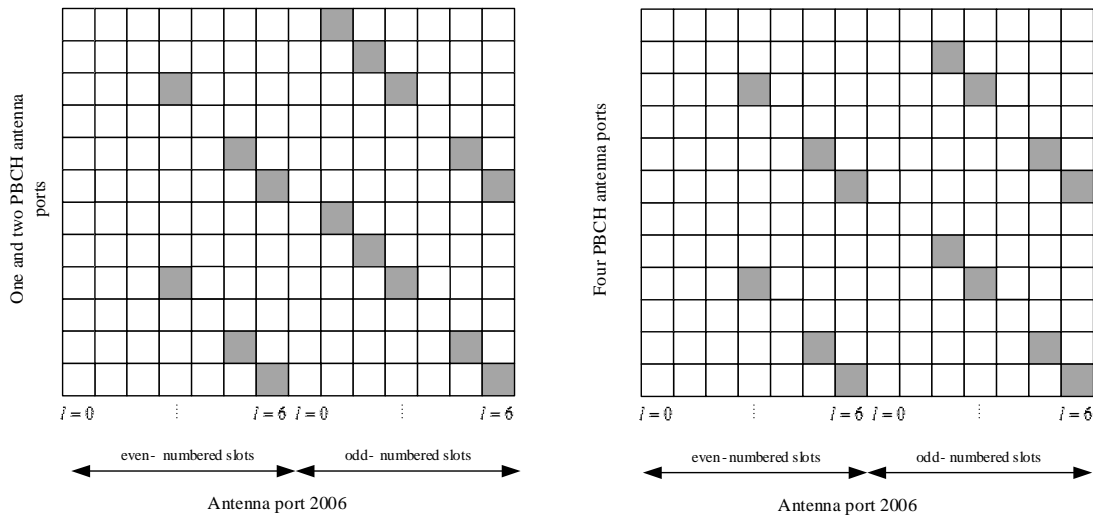 One and two PBCH antenna
ports
l = 0
⋮
l = 6
l = 0
⋮
l = 6
even- numbered slots
odd- numbered slots
Antenna port 2006
Four PBCH antenna ports
l = 0
⋮
l = 6
l = 0
⋮
l = 6
even-numbered slots
odd- numbered slots
Antenna port 2006